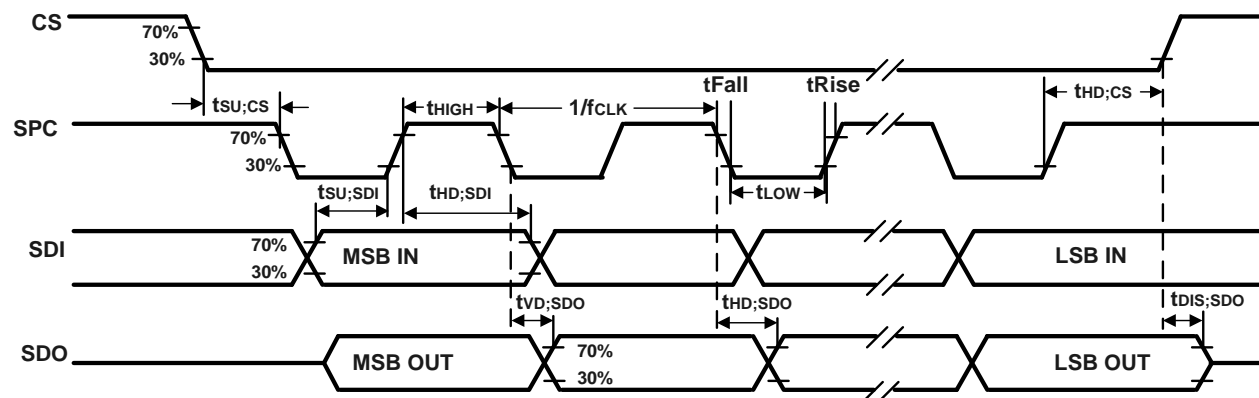 CS
70%
30%
tFall
tRise
tSU;CS
tHIGH
1/fCLK
tHD;CS
SPC
70%
30%
tSU;SDI
tHD;SDI
tLOW
SDI
70%
30%
MSB IN
LSB IN
tVD;SDO
tHD;SDO
tDIS;SDO
SDO
MSB OUT
70%
30%
LSB OUT